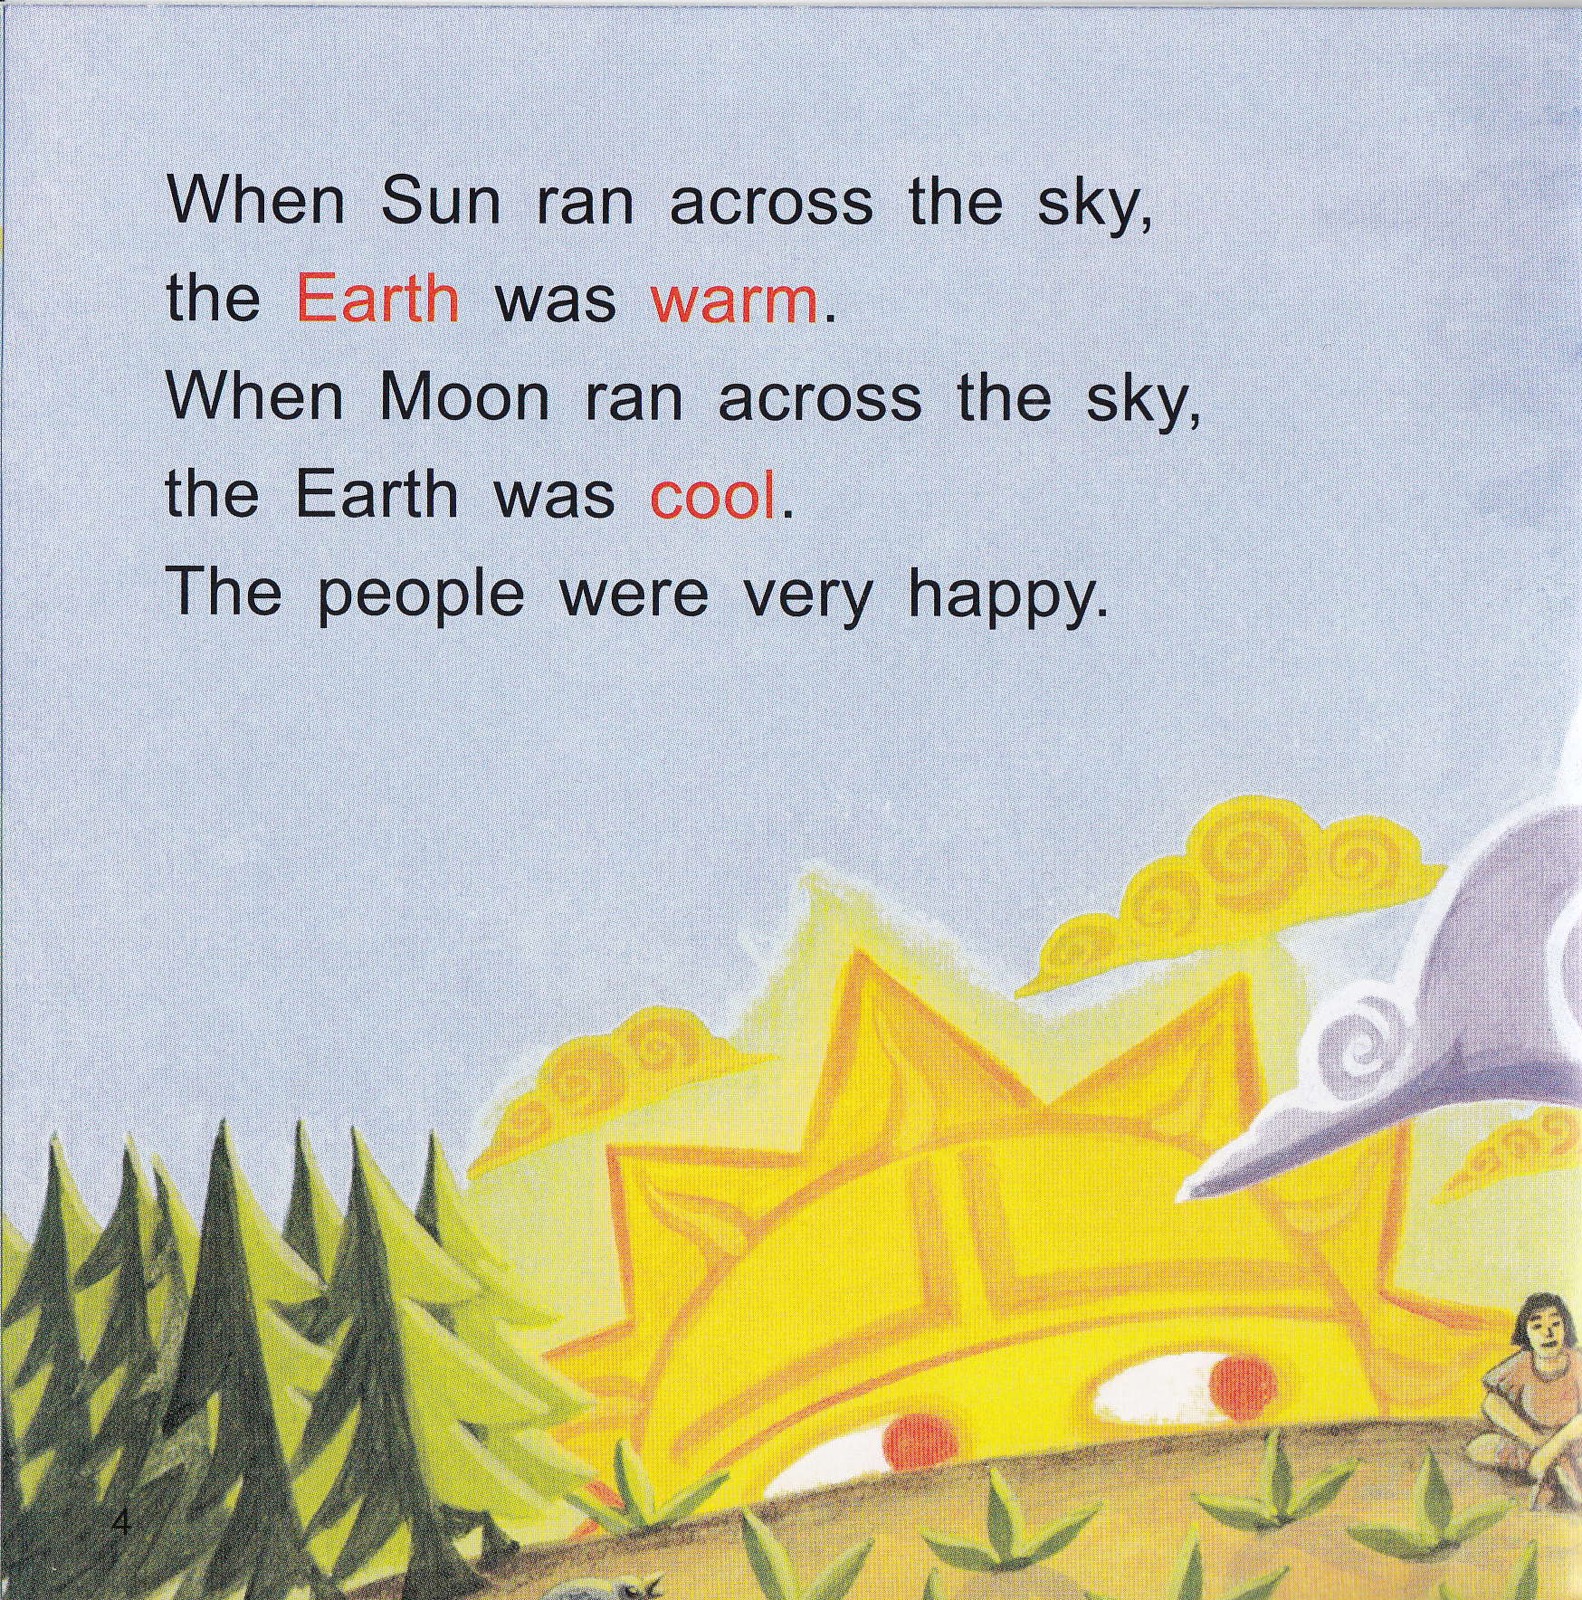 When Sun ran across the sky,
the Earth was warm.
When Moon ran across the sky,
the Earth was cool.
The people were very happy.
4